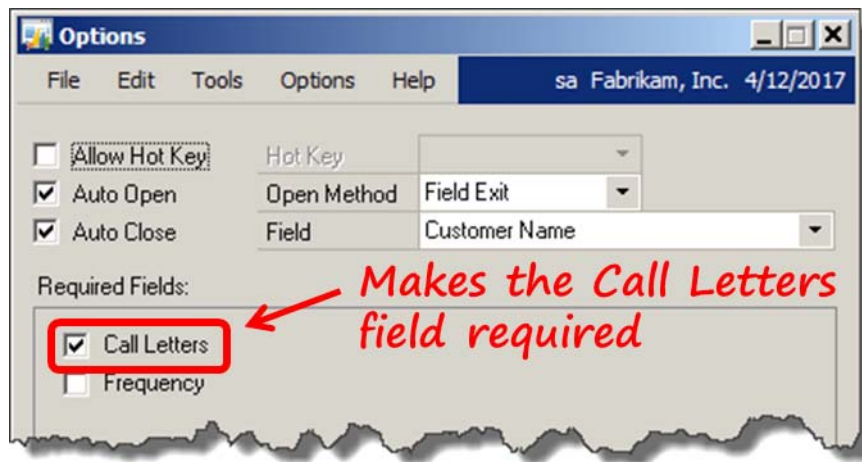 Options
File Edit Tools Options Help sa Fabrikam, Inc. 4/12/2017
Allow Hot Key Hot Key
Auto Open Open Method Field Exit
Auto Close Field Customer Name
Required Fields:
Makes the Call Letters
field required
Call Letters
Frequency